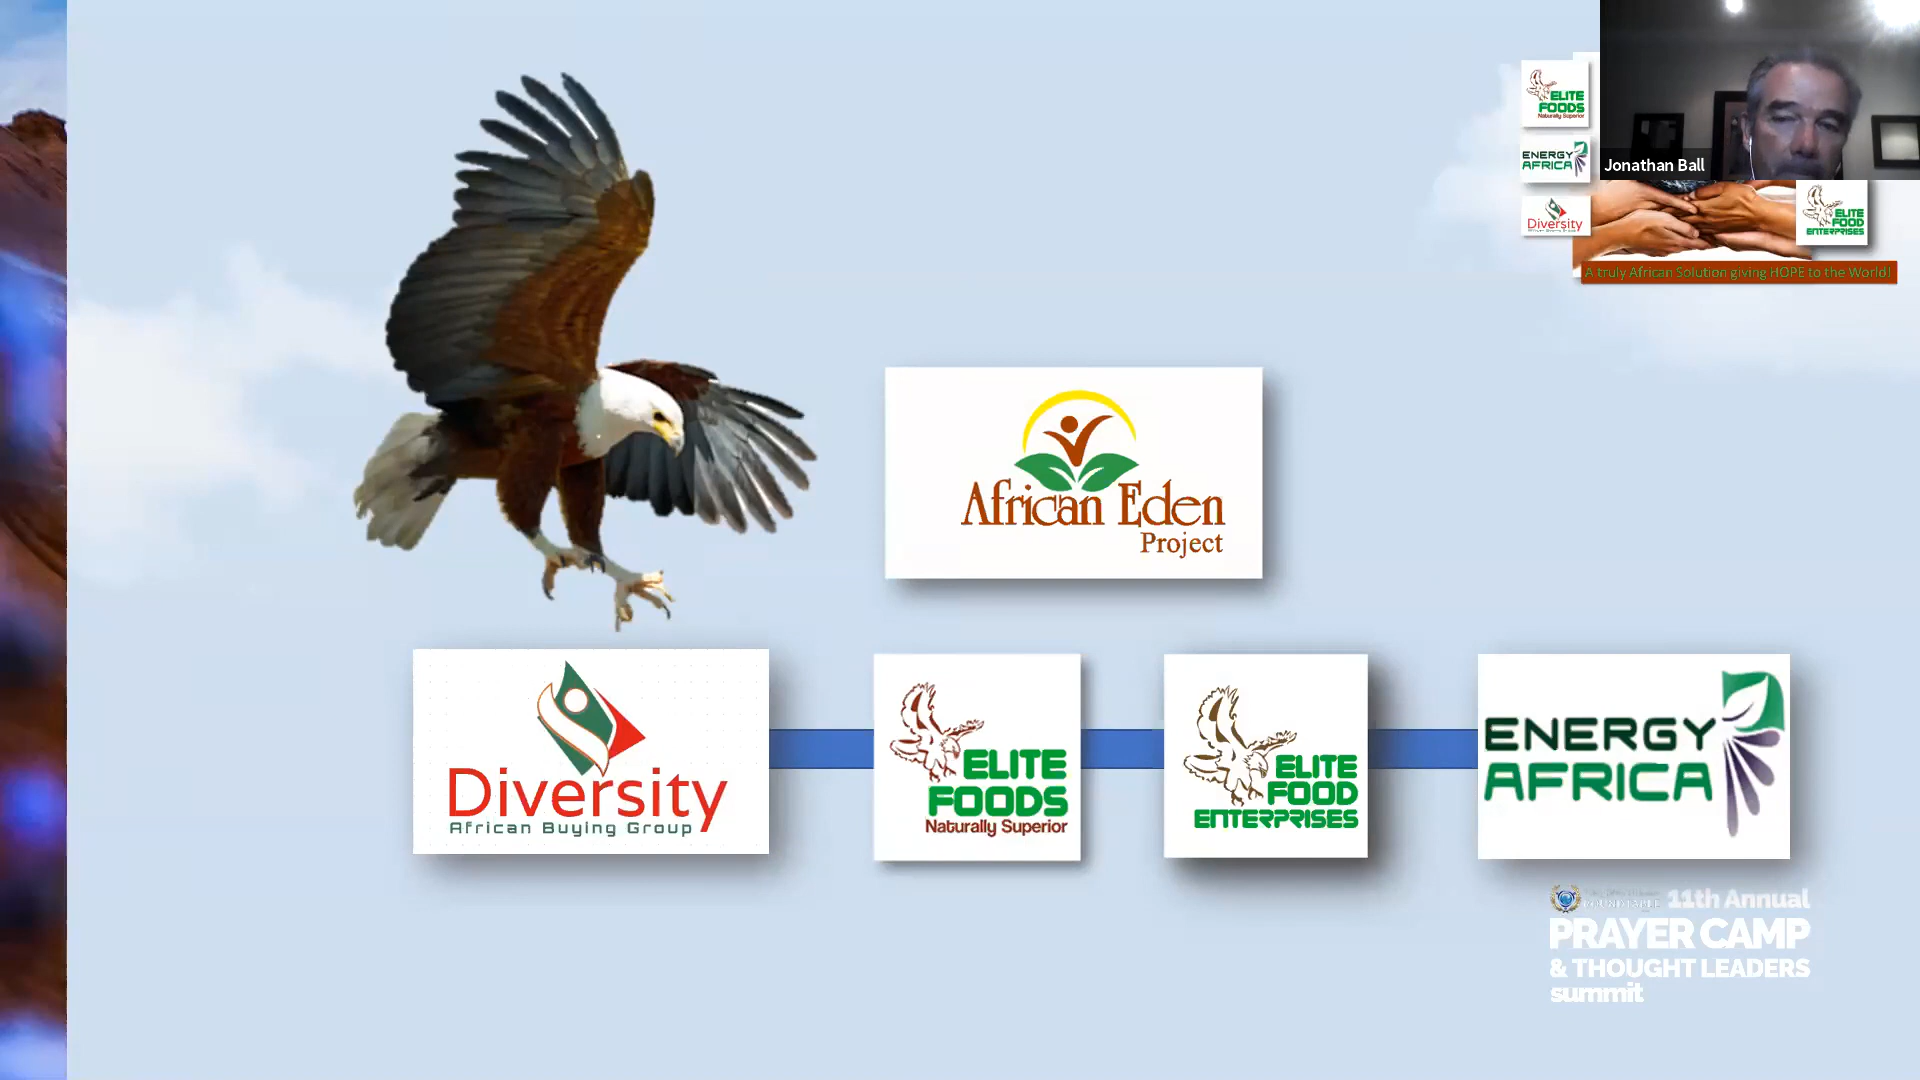 ELITE
FOODS
Naturally Superior
ENERGY
AFRICA
Diversity
Jonathan Ball
ELITE
FOOD
ENTERPRISES
A truly African Solution giving HOPE to the World!
African Eden
Project
Diversity
African Buying Group
ELITE
FOODS
Naturally Superior
ELITE
FOOD
ENTERPRISES
ENERGY
AFRICA
11th Annual
PRAYER CAMP
& THOUGHT LEADERS
summit